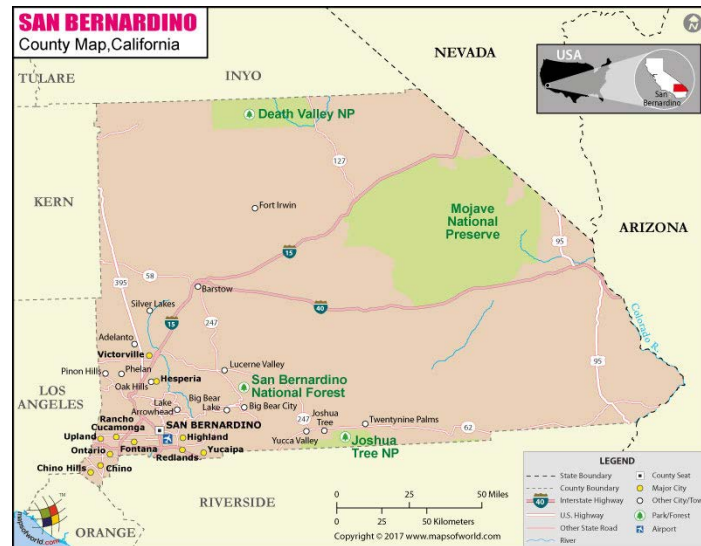 SAN BERNARDINO
County Map,California
NEVADA
N
USA
San
Bernardino
TULARE
INYO
Death Valley NP
127
KERN
Fort Irwin
Mojave
National
Preserve
ARIZONA
15
95
58
395
Barstow
40
Silver Lakes
15
247
Colorado R.
Adelanto
Victorville
Lucerne Valley
95
Pinon Hills
Phelan
Hesperia
San Bernardino
National Forest
Oak Hills
LOS
ANGELES
Lake
Arrowhead
Big Bear
Lake
Big Bear City
Rancho
Cucamonga
SAN BERNARDINO
247
Joshua
Tree
Twentynine Palms
62
Upland
Highland
Yucca Valley
Joshua
Tree NP
Ontario
Fontana
Redlands
Yucaipa
Chino Hills
Chino
RIVERSIDE
ORANGE
mapsofworld.com
TM
0 25 50 Miles
0 25 50 Kilometers
Copyright © 2017 www.mapsofworld.com
LEGEND
State Boundary
County Boundary
40 Interstate Highway
U.S. Highway
Other State Road
River
County Seat
Major City
Other City/Town
Park/Forest
Airport